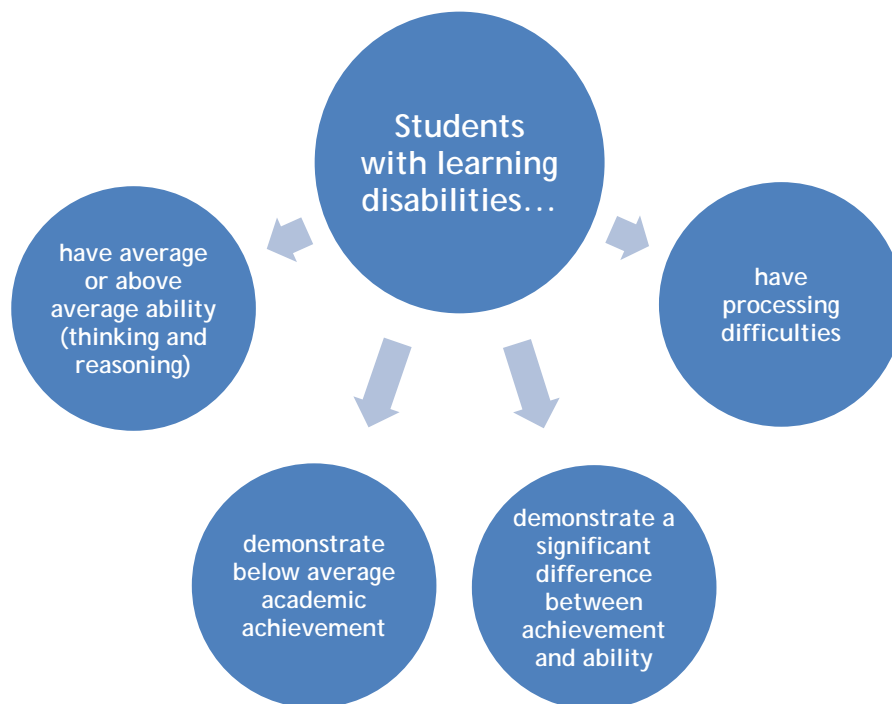 Students
with learning
disabilities...
have average
or above
average ability
(thinking and
reasoning)
demonstrate
below average
academic
achievement
demonstrate a
significant
difference
between
achievement
and ability
have
processing
difficulties